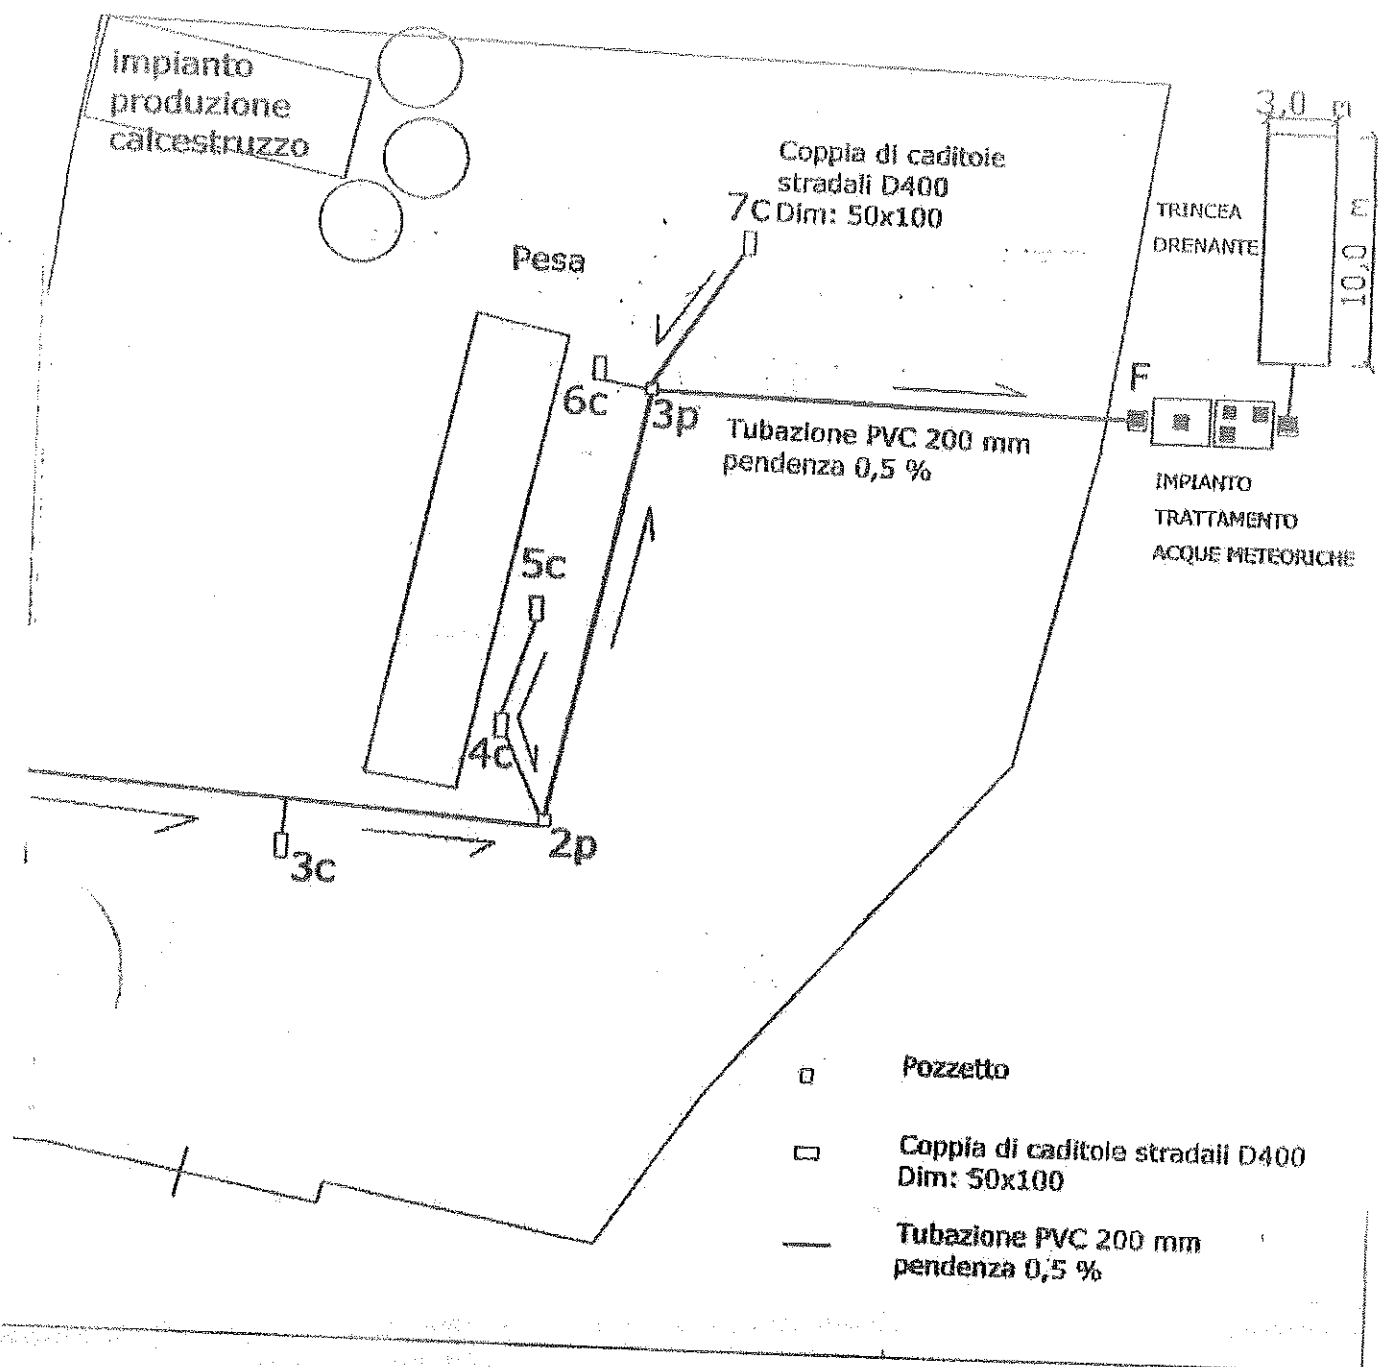 impianto
produzione
calcestruzzo
3,0 m
Coppia di caditoie
stradali D400
Dim: 50x100
7c
TRINCEA
DRENANTE
10,0 m
Pesa
6c
3p
F
Tubazione PVC 200 mm
pendenza 0,5 %
IMPIANTO
TRATTAMENTO
ACQUE METEORICHE
5c
4c
2p
3c
Pozzetto
Coppia di caditoie stradali D400
Dim: 50x100
Tubazione PVC 200 mm
pendenza 0,5 %